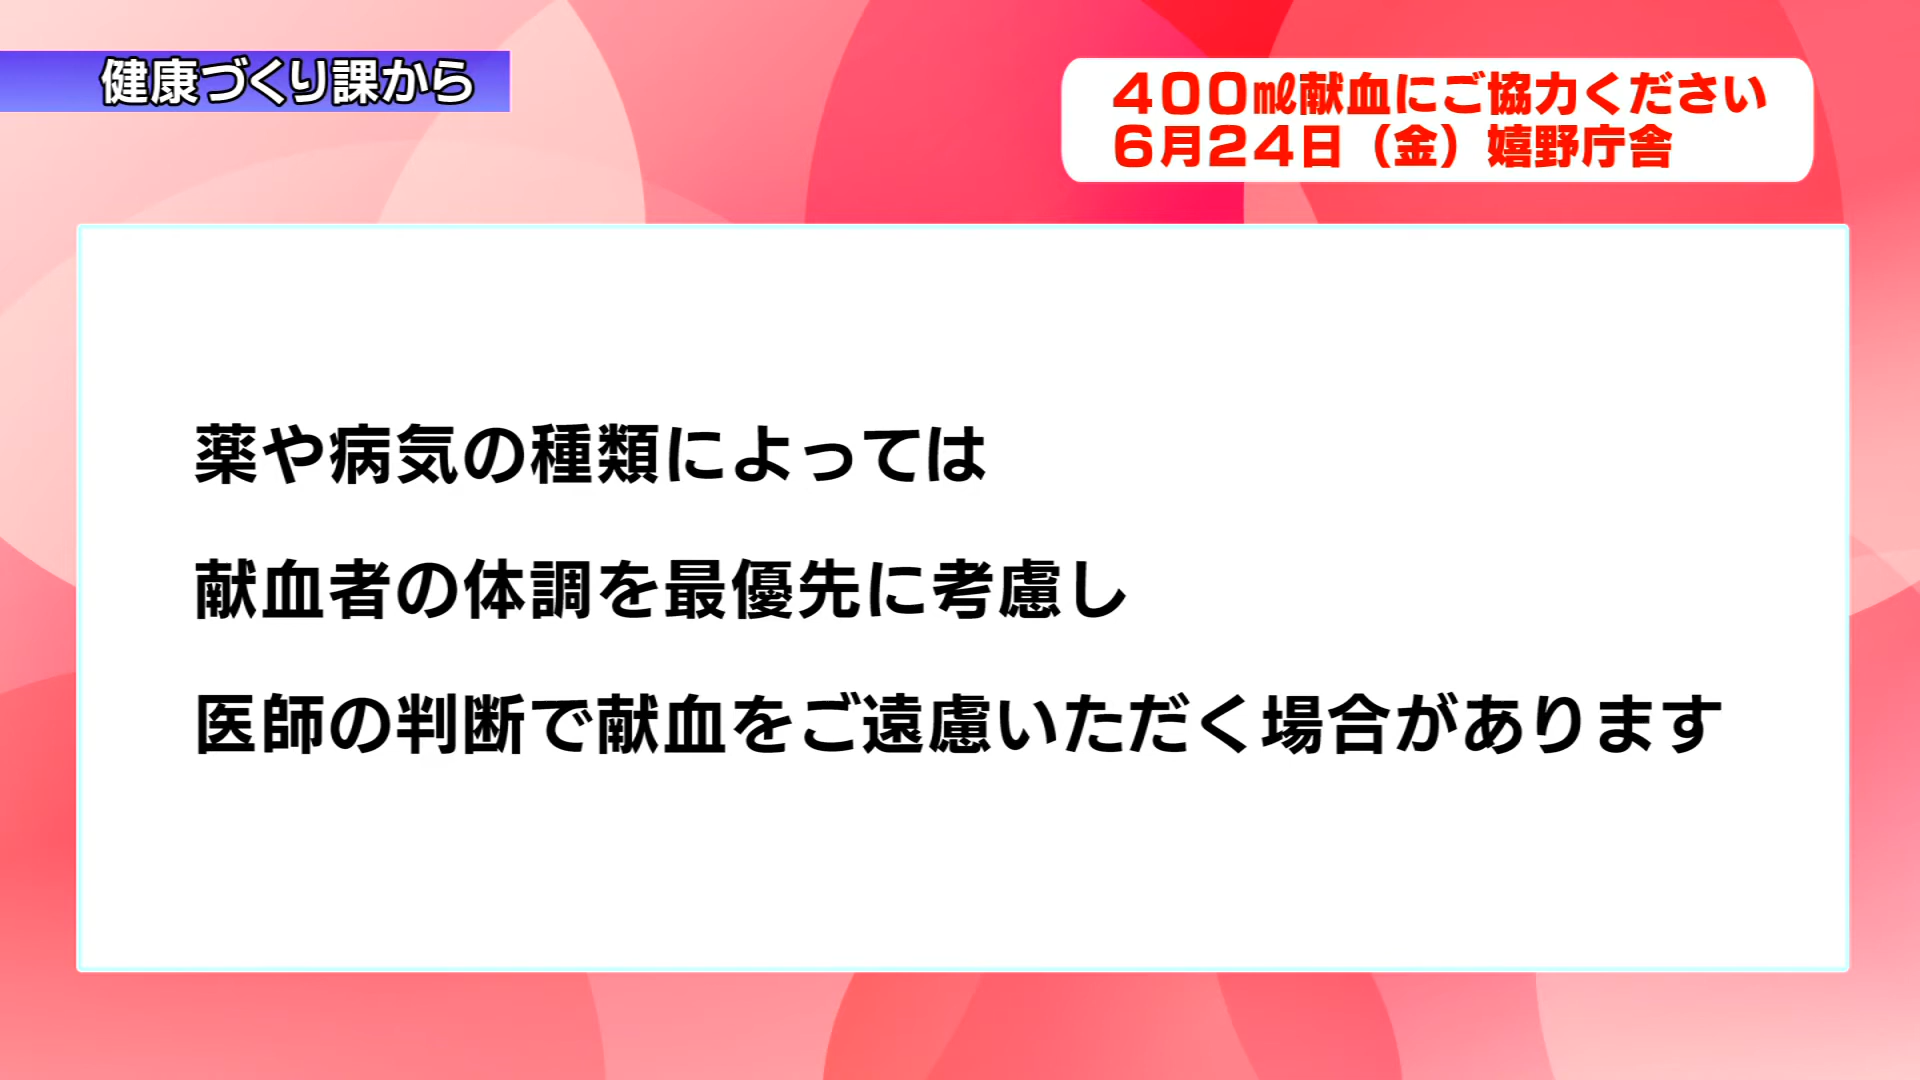 健康づくり課から
４００㎖献血にご協力ください
６月２４日（金）嬉野庁舎
薬や病気の種類によっては
献血者の体調を最優先に考慮し
医師の判断で献血をご遠慮いただく場合があります